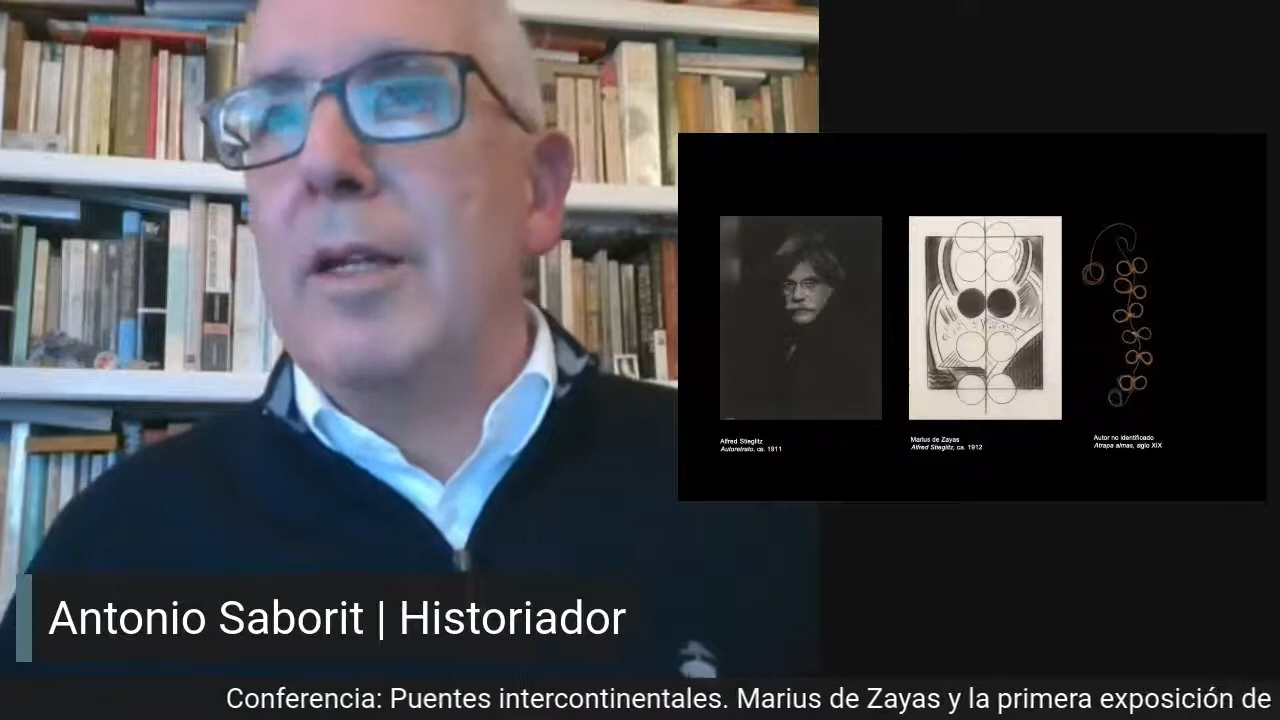 Alfred Stieglitz
Autorretrato, ca. 1911
Marius de Zayas
Alfred Stieglitz, ca. 1912
Autor no identificado
Atrapa almas, siglo XIX
Antonio Saborit | Historiador
Conferencia: Puentes intercontinentales. Marius de Zayas y la primera exposición de